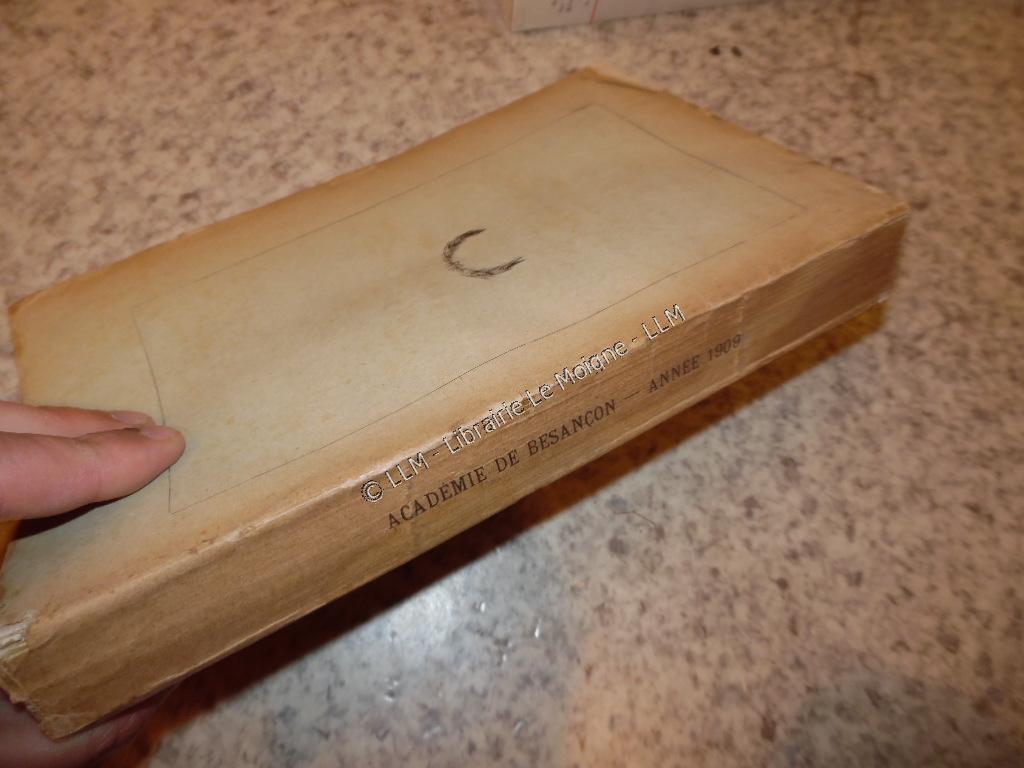 © LLM - Librairie Le Moigne - LLM
ACADÉMIE DE BESANÇON — ANNÉE 1909